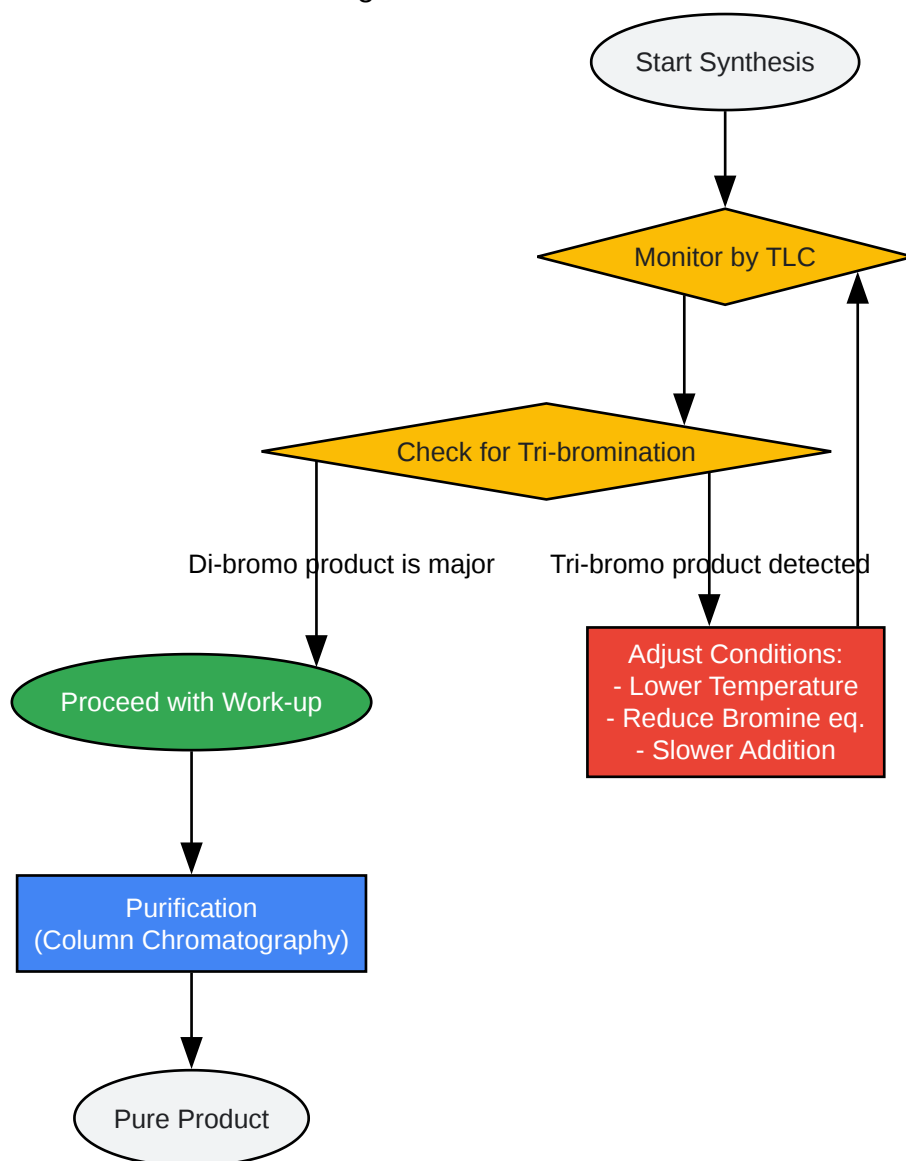 Start Synthesis
Monitor by TLC
Check for Tri-bromination
Di-bromo product is major
Tri-bromo product detected
Adjust Conditions:
- Lower Temperature
- Reduce Bromine eq.
- Slower Addition
Proceed with Work-up
Purification
(Column Chromatography)
Pure Product